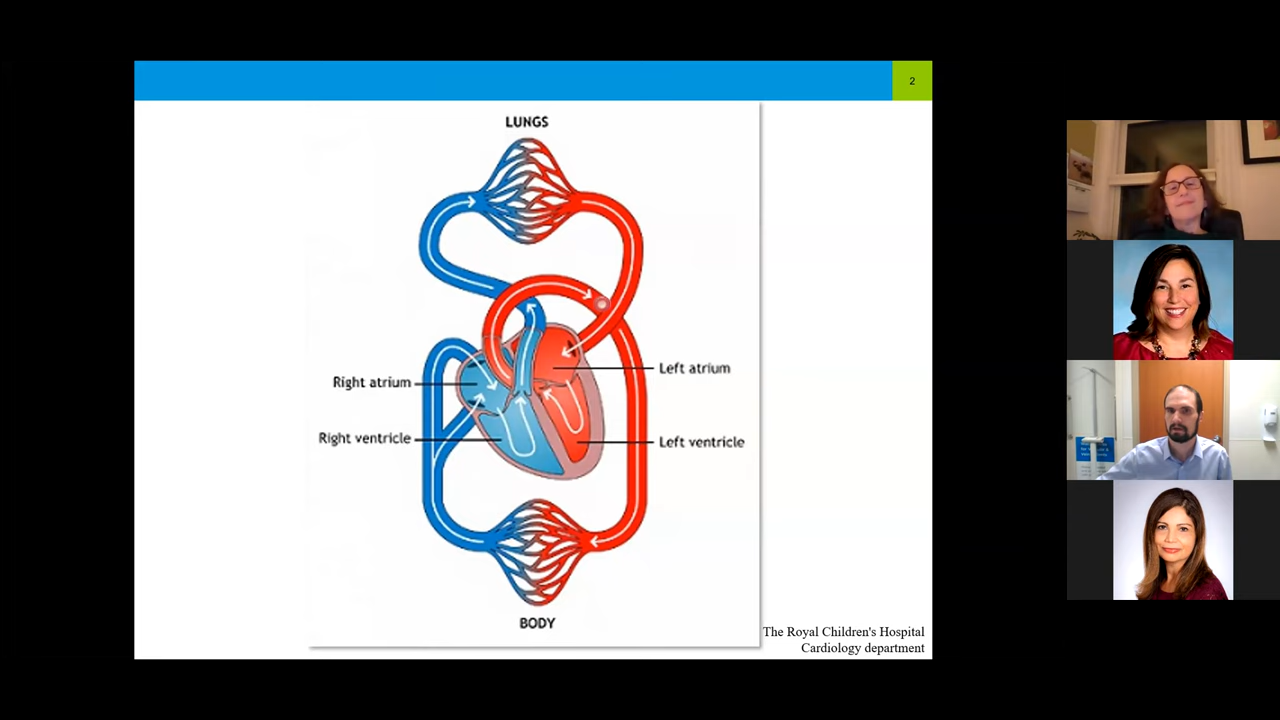 2
LUNGS
Left atrium
Right atrium
Right ventricle
Left ventricle
BODY
The Royal Children's Hospital
Cardiology department